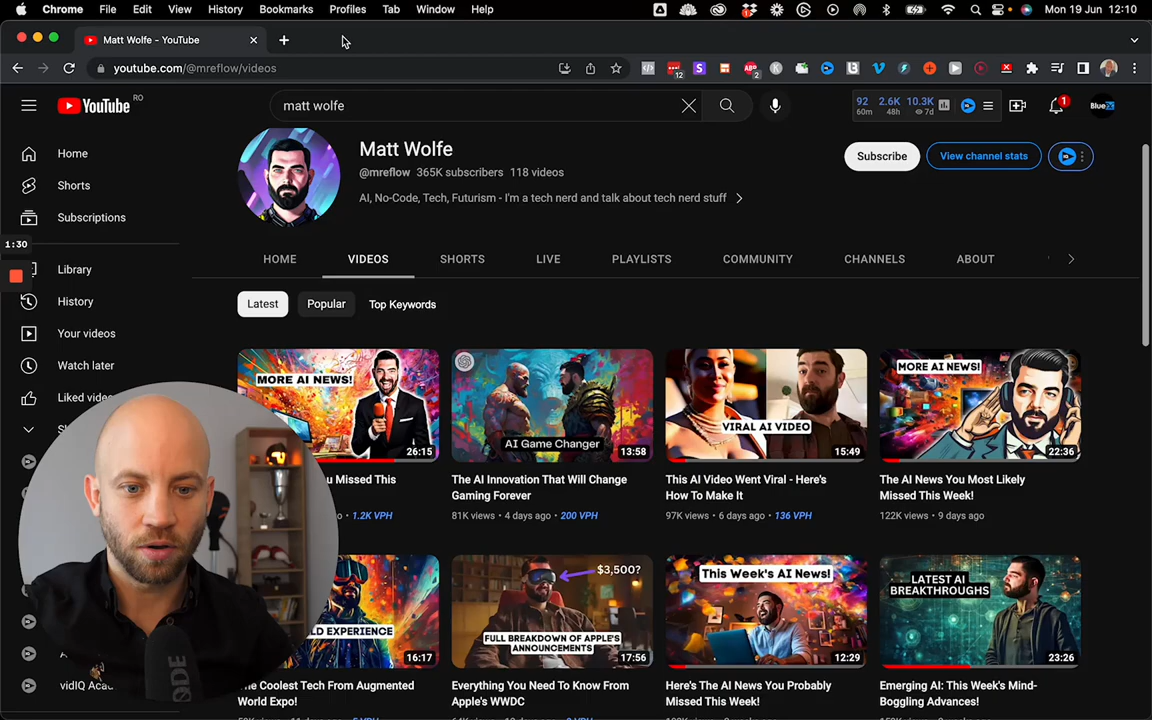 Chrome File Edit View History Bookmarks Profiles Tab Window Help Mon 19 Jun 12:10
Matt Wolfe - YouTube
youtube.com/@mreflow/videos
12 2
YouTube RO
matt wolfe
92 2.6K 10.3K
60m 48h 7d
1
BlueX
Home
Shorts
Subscriptions
1:30
Library
History
Your videos
Watch later
Liked vide
Matt Wolfe
@mreflow 365K subscribers 118 videos
AI, No-Code, Tech, Futurism - I'm a tech nerd and talk about tech nerd stuff
Subscribe
View channel stats
HOME VIDEOS SHORTS LIVE PLAYLISTS COMMUNITY CHANNELS ABOUT
Latest Popular Top Keywords
MORE AI NEWS!
26:15
AI Game Changer
13:58
VIRAL AI VIDEO
15:49
MORE AI NEWS!
22:36
u Missed This
ago • 1.2K VPH
The AI Innovation That Will Change
Gaming Forever
81K views • 4 days ago • 200 VPH
This AI Video Went Viral - Here's
How To Make It
97K views • 6 days ago • 136 VPH
The AI News You Most Likely
Missed This Week!
122K views • 9 days ago
LD EXPERIENCE
16:17
$3,500?
FULL BREAKDOWN OF APPLE'S
ANNOUNCEMENTS
17:56
This Week's AI News!
12:29
LATEST AI
BREAKTHROUGHS
23:26
The Coolest Tech From Augmented
World Expo!
Everything You Need To Know From
Apple's WWDC
Here's The AI News You Probably
Missed This Week!
Emerging AI: This Week's Mind-
Boggling Advances!
vidIQ Aca
RODE